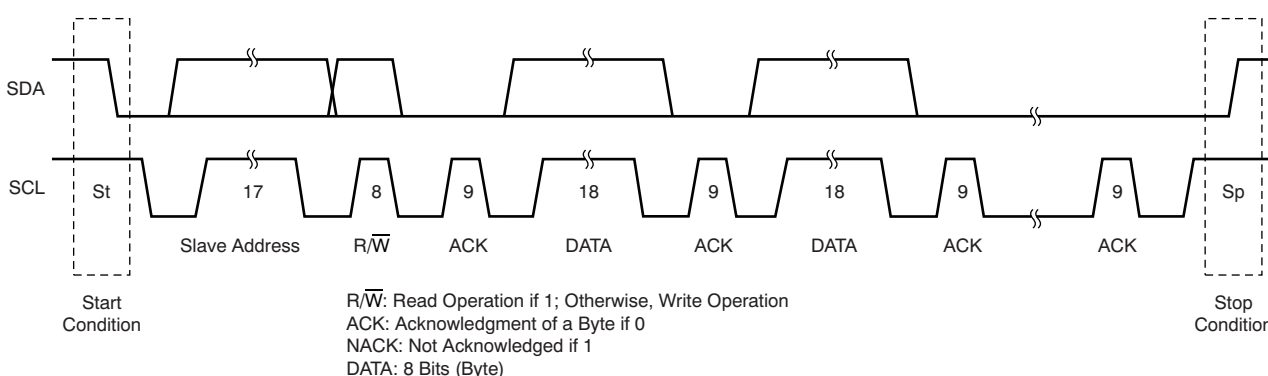 SDA
SCL
St 17 8 9 18 9 18 9 9 Sp
Slave Address R/W̅ ACK DATA ACK DATA ACK ACK
Start
Condition
R/W̅: Read Operation if 1; Otherwise, Write Operation
ACK: Acknowledgment of a Byte if 0
NACK: Not Acknowledged if 1
DATA: 8 Bits (Byte)
Stop
Condition